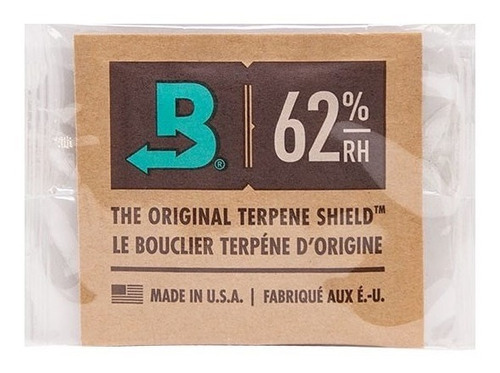 B® 62% RH
THE ORIGINAL TERPENE SHIELD™
LE BOUCLIER TERPÉNE D'ORIGINE
MADE IN U.S.A. | FABRIQUÉ AUX É.-U.